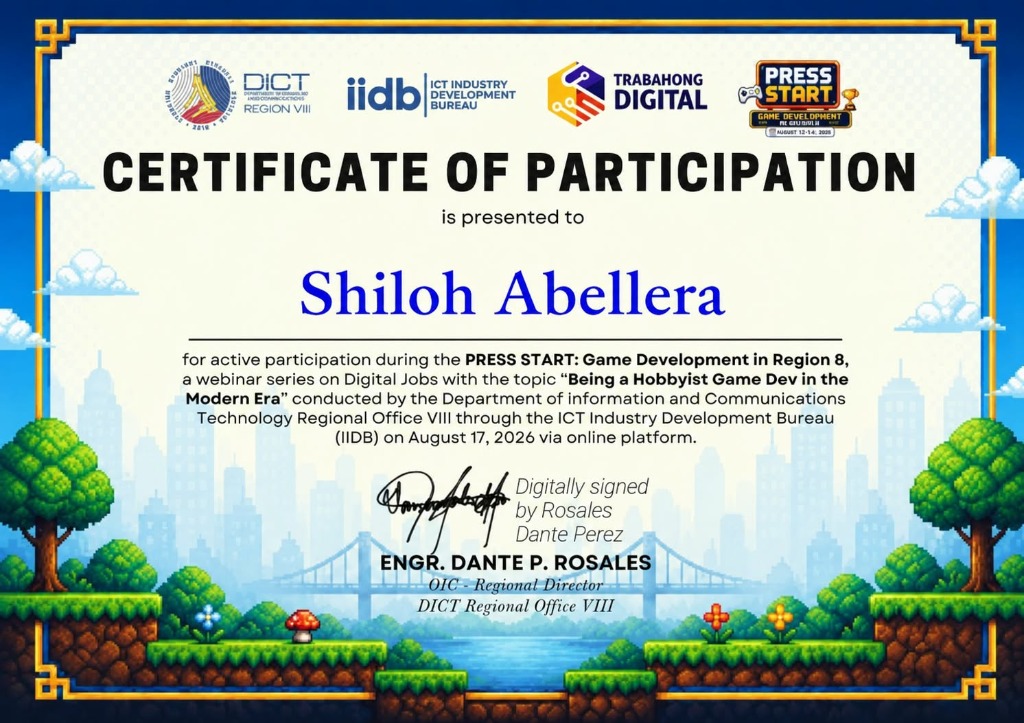 DICT
REGION VIII
iidb
ICT INDUSTRY
DEVELOPMENT
BUREAU
TRABAHONG
DIGITAL
PRESS
START
GAME DEVELOPMENT
CERTIFICATE OF PARTICIPATION
is presented to
Shiloh Abellera
for active participation during the PRESS START: Game Development in Region 8,
a webinar series on Digital Jobs with the topic “Being a Hobbyist Game Dev in the
Modern Era” conducted by the Department of information and Communications
Technology Regional Office VIII through the ICT Industry Development Bureau
(IIDB) on August 17, 2026 via online platform.
Digitally signed
by Rosales
Dante Perez
ENGR. DANTE P. ROSALES
OIC - Regional Director
DICT Regional Office VIII